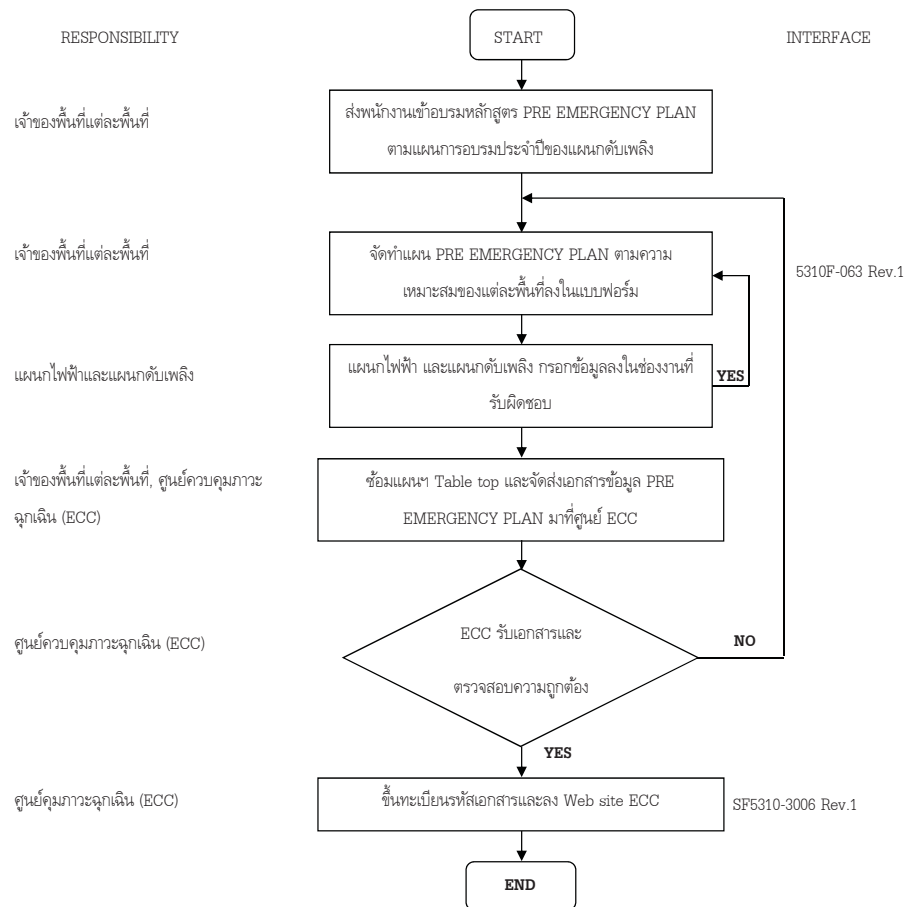 RESPONSIBILITY
START
INTERFACE
เจ้าของพื้นที่แต่ละพื้นที่
ส่งพนักงานเข้าอบรมหลักสูตร PRE EMERGENCY PLAN
ตามแผนการอบรมประจำปีของแผนกดับเพลิง
เจ้าของพื้นที่แต่ละพื้นที่
จัดทำแผน PRE EMERGENCY PLAN ตามความ
เหมาะสมของแต่ละพื้นที่ลงในแบบฟอร์ม
5310F-063 Rev.1
แผนกไฟฟ้าและแผนกดับเพลิง
แผนกไฟฟ้า และแผนกดับเพลิง กรอกข้อมูลลงในช่องงานที่
รับผิดชอบ
YES
เจ้าของพื้นที่แต่ละพื้นที่, ศูนย์ควบคุมภาวะ
ฉุกเฉิน (ECC)
ซ้อมแผนฯ Table top และจัดส่งเอกสารข้อมูล PRE
EMERGENCY PLAN มาที่ศูนย์ ECC
ศูนย์ควบคุมภาวะฉุกเฉิน (ECC)
ECC รับเอกสารและ
ตรวจสอบความถูกต้อง
NO
YES
ศูนย์คุมภาวะฉุกเฉิน (ECC)
ขึ้นทะเบียนรหัสเอกสารและลง Web site ECC
SF5310-3006 Rev.1
END